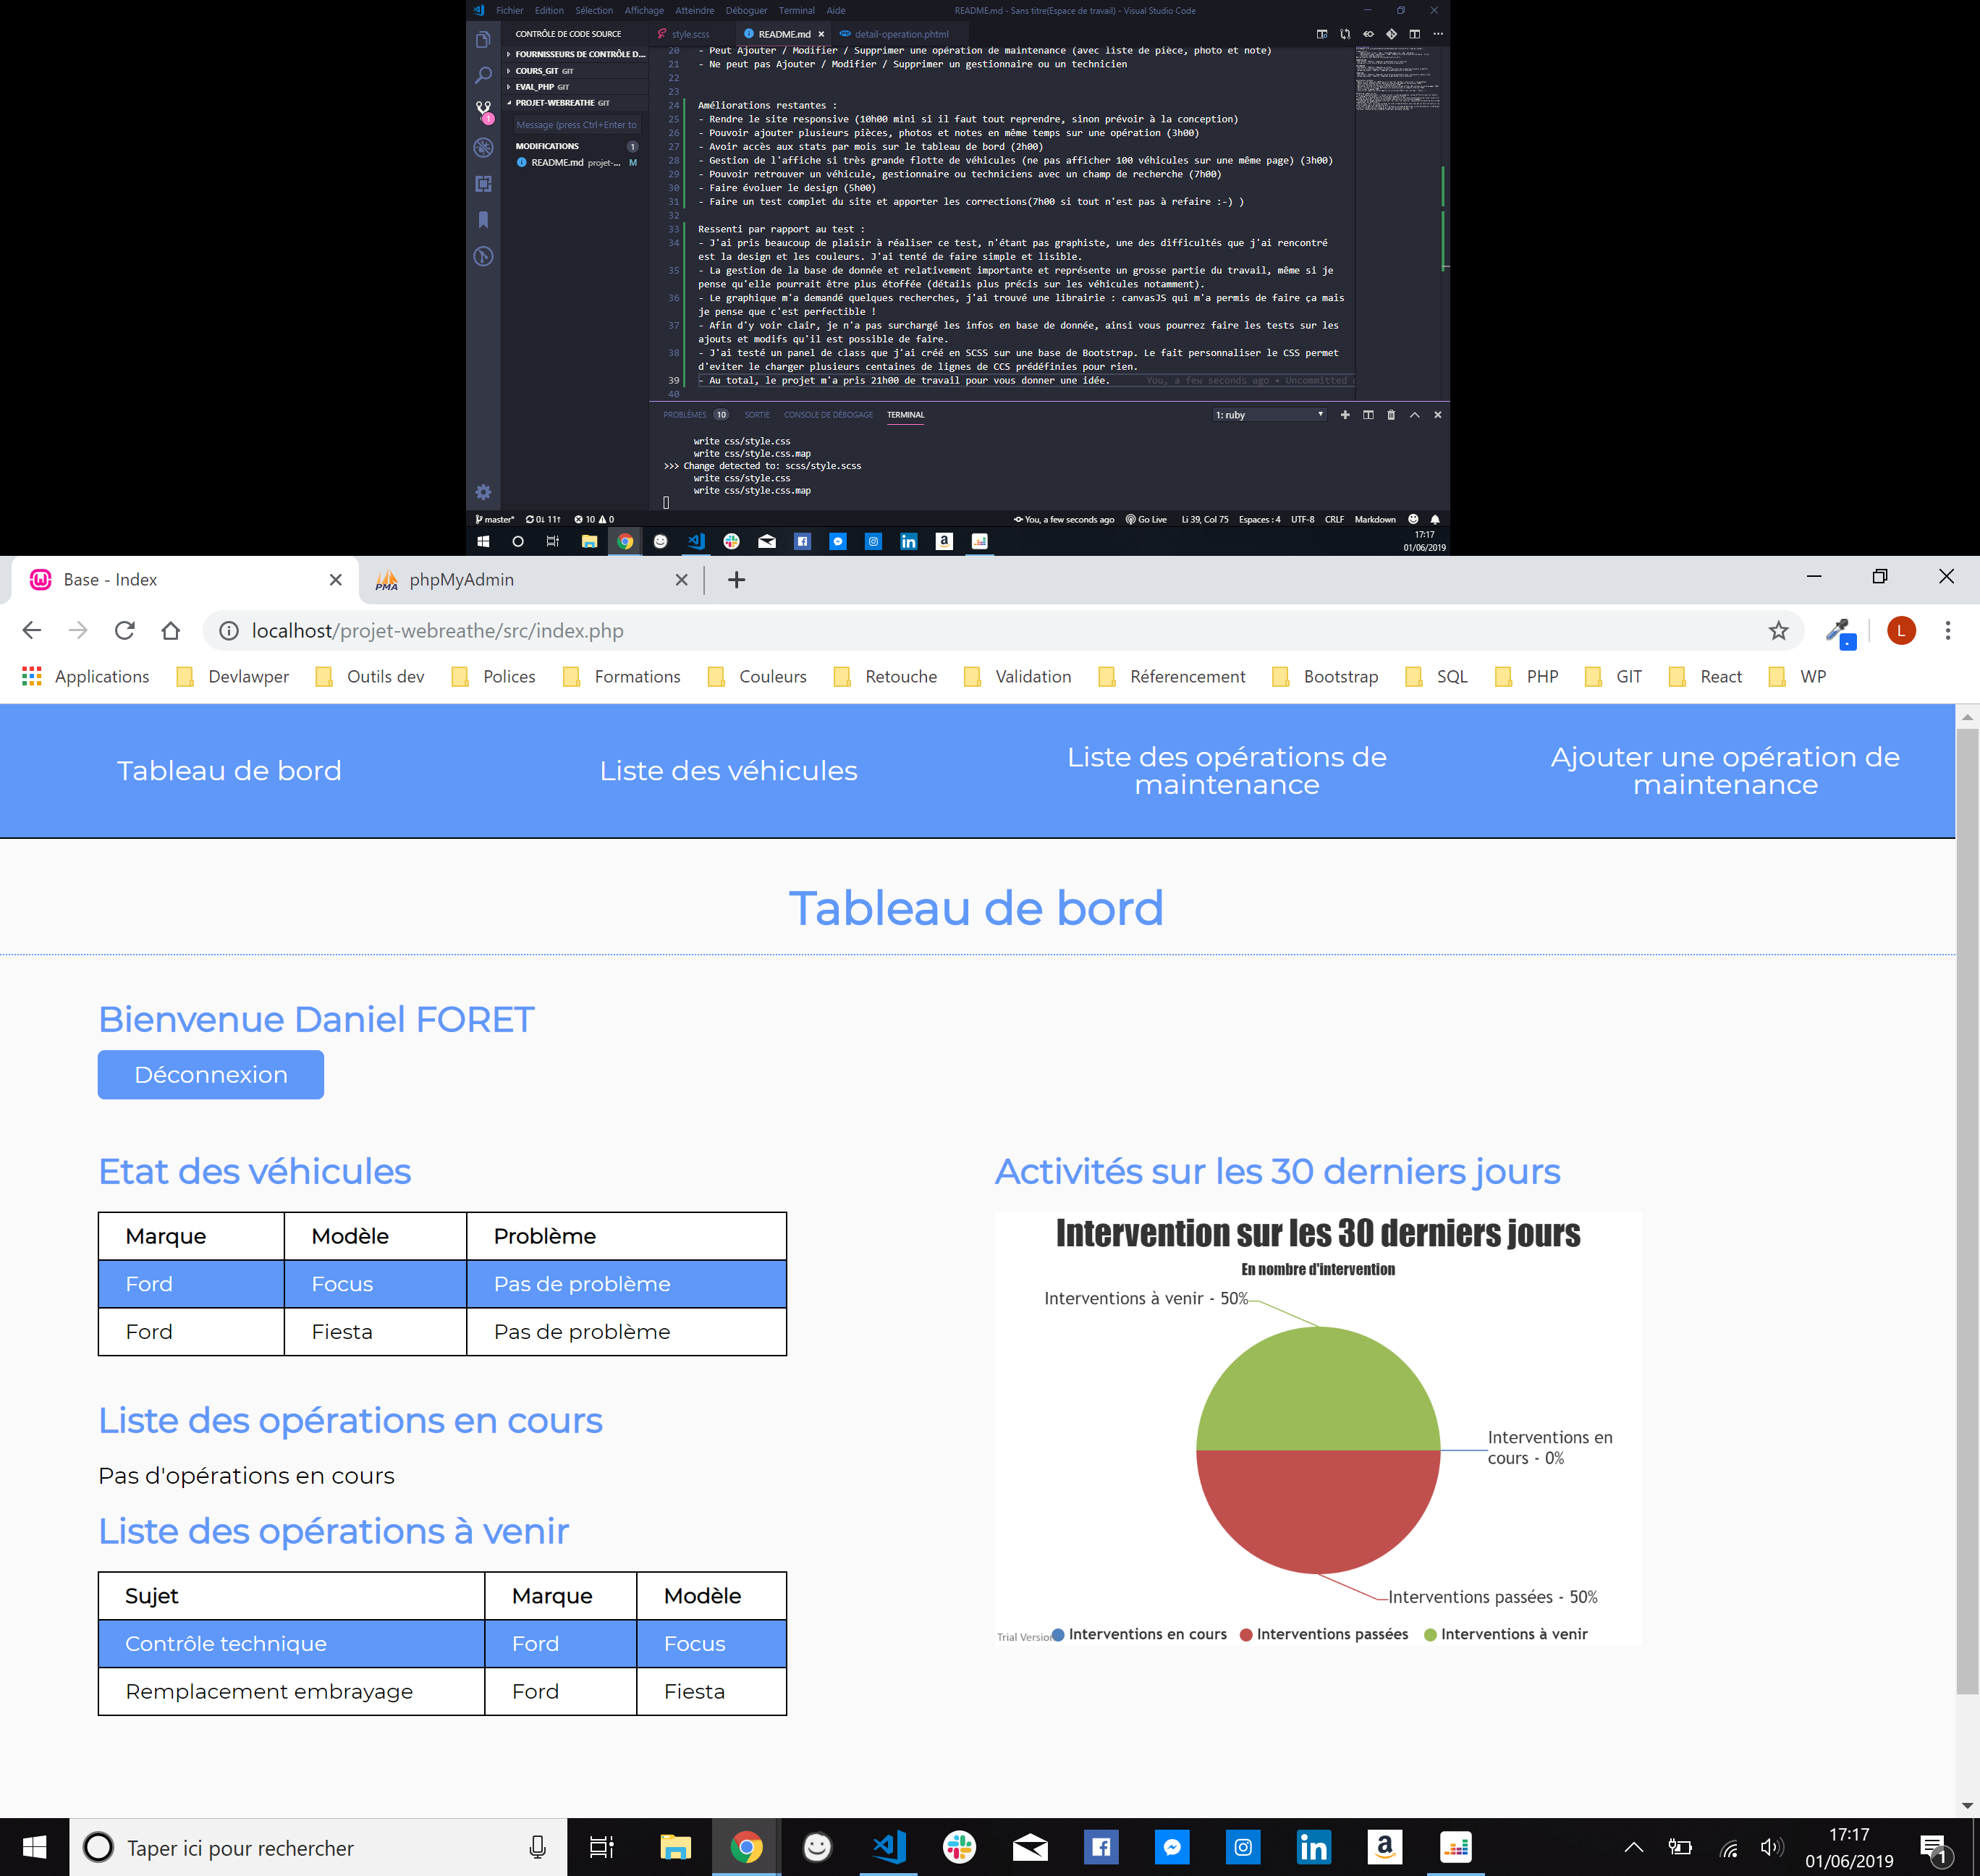 Fichier Edition Sélection Affichage Atteindre Déboguer Terminal Aide README.md - Sans titre(Espace de travail) - Visual Studio Code
CONTRÔLE DE CODE SOURCE
FOURNISSEURS DE CONTRÔLE D...
COURS_GIT GIT
EVAL_PHP GIT
PROJET-WEBREATHE GIT
Message (press Ctrl+Enter to
MODIFICATIONS 1
README.md projet-... M
1
style.scss README.md detail-operation.phtml
20 - Peut Ajouter / Modifier / Supprimer une opération de maintenance (avec liste de pièce, photo et note)
21 - Ne peut pas Ajouter / Modifier / Supprimer un gestionnaire ou un technicien
22
23
24 Améliorations restantes :
25 - Rendre le site responsive (10h00 mini si il faut tout reprendre, sinon prévoir à la conception)
26 - Pouvoir ajouter plusieurs pièces, photos et notes en même temps sur une opération (3h00)
27 - Avoir accès aux stats par mois sur le tableau de bord (2h00)
28 - Gestion de l'affiche si très grande flotte de véhicules (ne pas afficher 100 véhicules sur une même page) (3h00)
29 - Pouvoir retrouver un véhicule, gestionnaire ou techniciens avec un champ de recherche (7h00)
30 - Faire évoluer le design (5h00)
31 - Faire un test complet du site et apporter les corrections(7h00 si tout n'est pas à refaire :-) )
32
33 Ressenti par rapport au test :
34 - J'ai pris beaucoup de plaisir à réaliser ce test, n'étant pas graphiste, une des difficultés que j'ai rencontré
est la design et les couleurs. J'ai tenté de faire simple et lisible.
35 - La gestion de la base de donnée et relativement importante et représente un grosse partie du travail, même si je
pense qu'elle pourrait être plus étoffée (détails plus précis sur les véhicules notamment).
36 - Le graphique m'a demandé quelques recherches, j'ai trouvé une librairie : canvasJS qui m'a permis de faire ça mais
je pense que c'est perfectible !
37 - Afin d'y voir clair, je n'a pas surchargé les infos en base de donnée, ainsi vous pourrez faire les tests sur les
ajouts et modifs qu'il est possible de faire.
38 - J'ai testé un panel de class que j'ai créé en SCSS sur une base de Bootstrap. Le fait personnaliser le CSS permet
d'eviter le charger plusieurs centaines de lignes de CCS prédéfinies pour rien.
39 - Au total, le projet m'a pris 21h00 de travail pour vous donner une idée. You, a few seconds ago • Uncommitted
40
PROBLÈMES 10 SORTIE CONSOLE DE DÉBOGAGE TERMINAL 1: ruby
write css/style.css
write css/style.css.map
>>> Change detected to: scss/style.scss
write css/style.css
write css/style.css.map
master* 0↓ 11↑ 10 0 You, a few seconds ago Go Live Li 39, Col 75 Espaces : 4 UTF-8 CRLF Markdown
17:17
01/06/2019
Base - Index phpMyAdmin
localhost/projet-webreathe/src/index.php L
Applications Devlawper Outils dev Polices Formations Couleurs Retouche Validation Réferencement Bootstrap SQL PHP GIT React WP
Tableau de bord
Liste des véhicules
Liste des opérations de
maintenance
Ajouter une opération de
maintenance
Tableau de bord
Bienvenue Daniel FORET
Déconnexion
Etat des véhicules
Marque Modèle Problème
Ford Focus Pas de problème
Ford Fiesta Pas de problème
Liste des opérations en cours
Pas d'opérations en cours
Liste des opérations à venir
Sujet Marque Modèle
Contrôle technique Ford Focus
Remplacement embrayage Ford Fiesta
Activités sur les 30 derniers jours
Intervention sur les 30 derniers jours
En nombre d'intervention
Interventions à venir - 50%
Interventions en
cours - 0%
Interventions passées - 50%
Trial Version
Interventions en cours Interventions passées Interventions à venir
Taper ici pour rechercher
17:17
01/06/2019
1